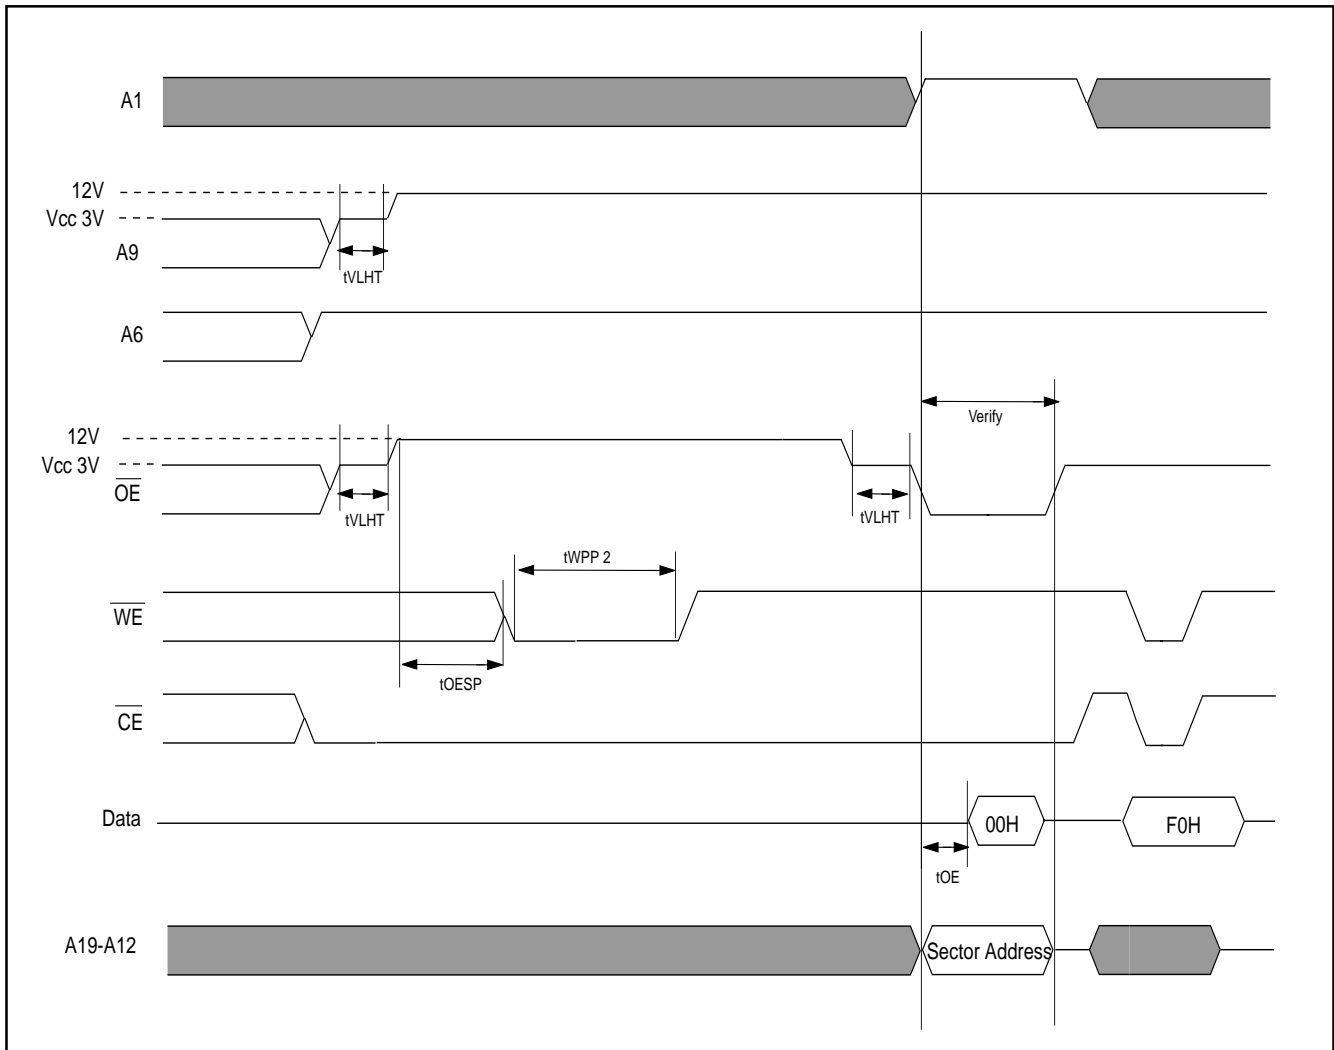 A1
12V
Vcc 3V
A9
tVLHT
A6
Verify
12V
Vcc 3V
OE
tVLHT
tVLHT
tWPP 2
WE
tOESP
CE
Data
00H
F0H
tOE
A19-A12
Sector Address